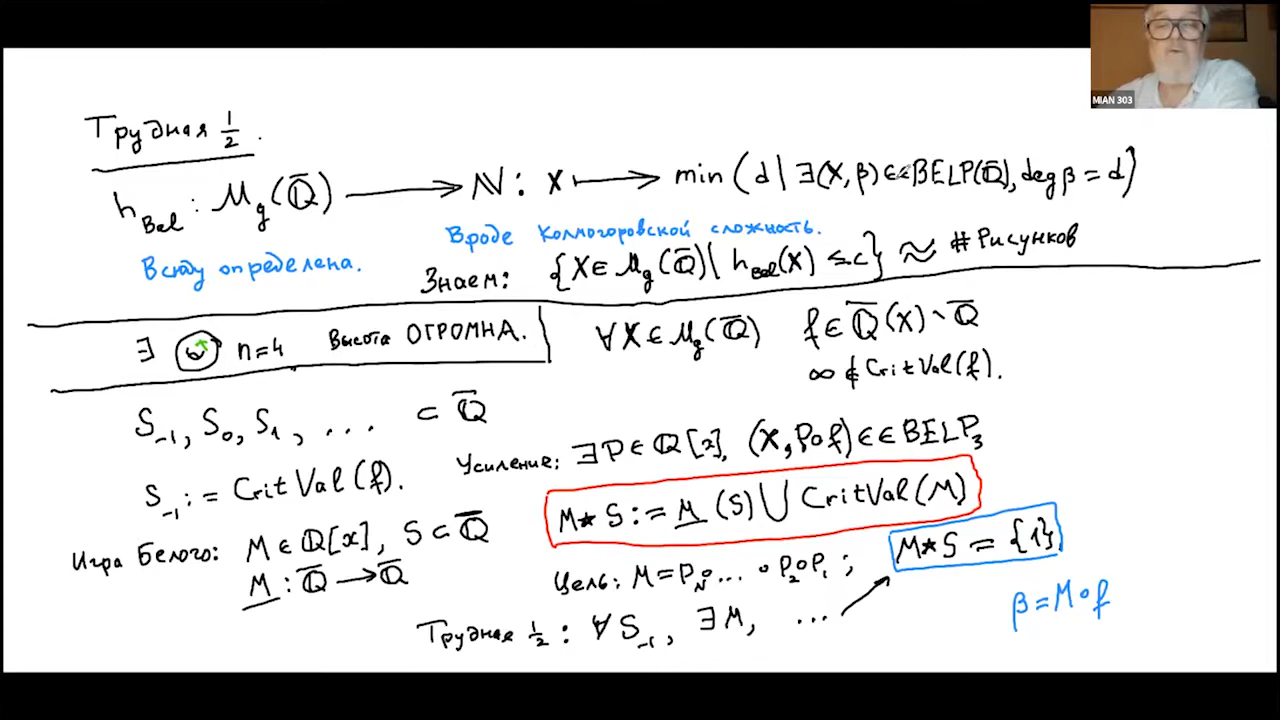 MIAN 303
Трудная 1/2.
h_Bel : M_g(Q̄) ⟶ N : X ⟼ min(d | ∃(X, β) ∈∈ BELP(Q̄), deg β = d)
Вроде Колмогоровской сложность.
Всюду определена.
Знаем: {X ∈ M_g(Q̄) | h_Bel(X) ≤ c} ≈ # Рисунков
∃ n=4 Высота ОГРОМНА.
∀X ∈ M_g(Q̄) f ∈ Q̄(X) ∖ Q̄
∞ ∉ CritVal(f).
S_-1, S_0, S_1, ... ⊂ Q̄
Усиление: ∃P ∈ Q[z], (X, P∘f) ∈∈ BELP_3
S_-1 := CritVal(f).
M★S := M(S) ∪ CritVal(M)
Игра Белого: M ∈ Q[x], S ⊂ Q̄
M : Q̄ → Q̄
M★S = {1}.
Цель: M = P_N∘...∘P_2∘P_1 ;
β = M∘f
Трудная 1/2 : ∀S_-1, ∃M, ...